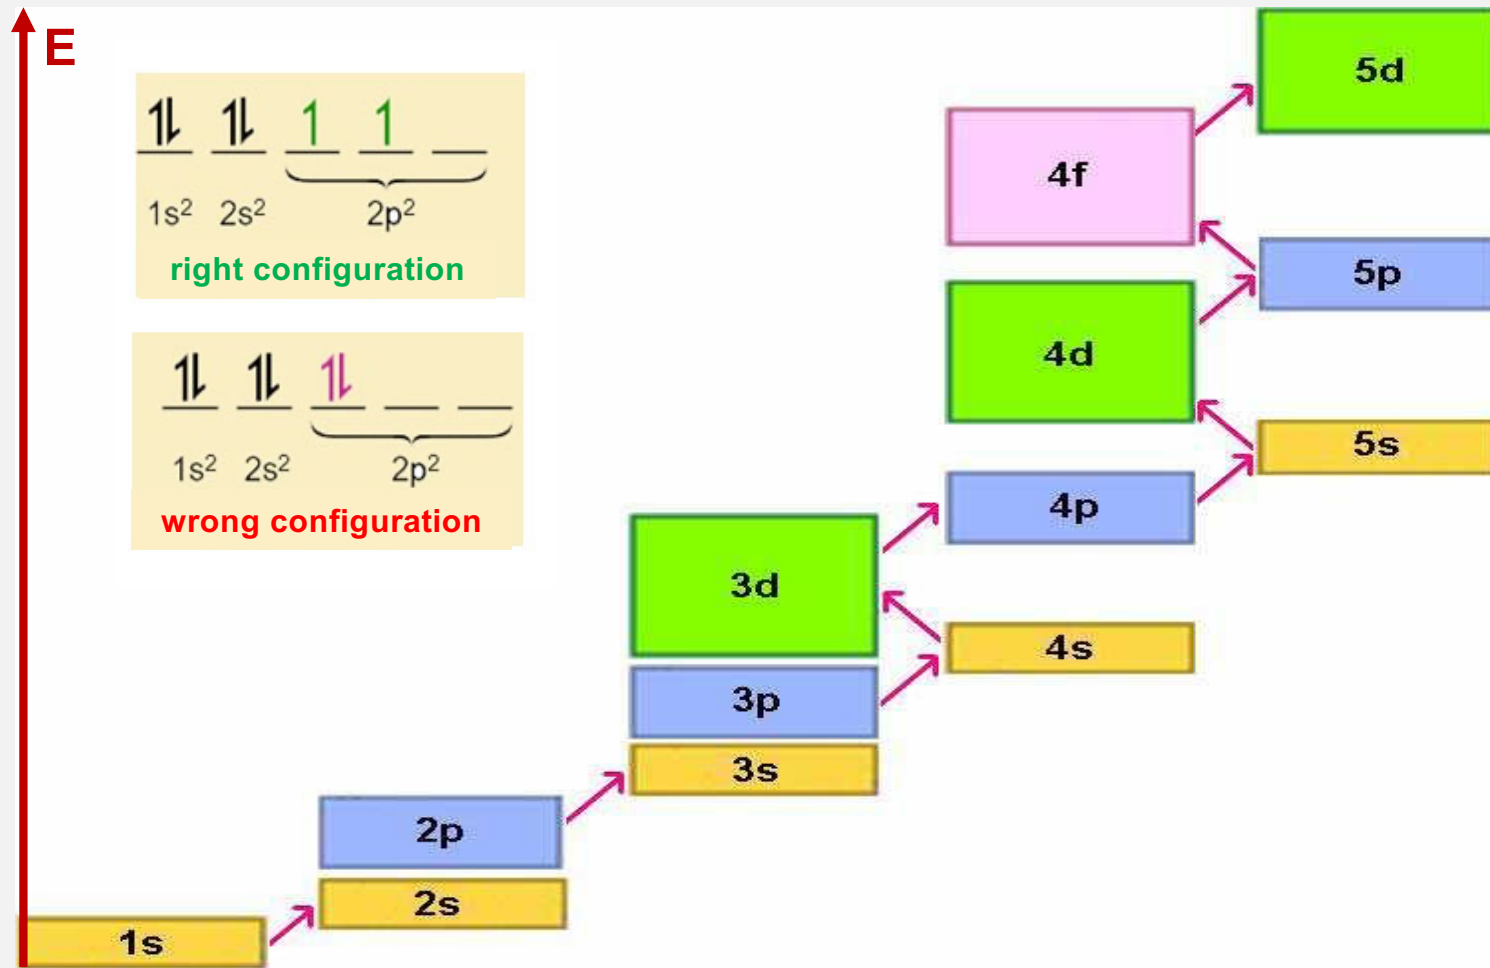 E
1s² 2s² 2p²
right configuration
1s² 2s² 2p²
wrong configuration
5d
4f
5p
4d
5s
4p
3d
4s
3p
3s
2p
2s
1s